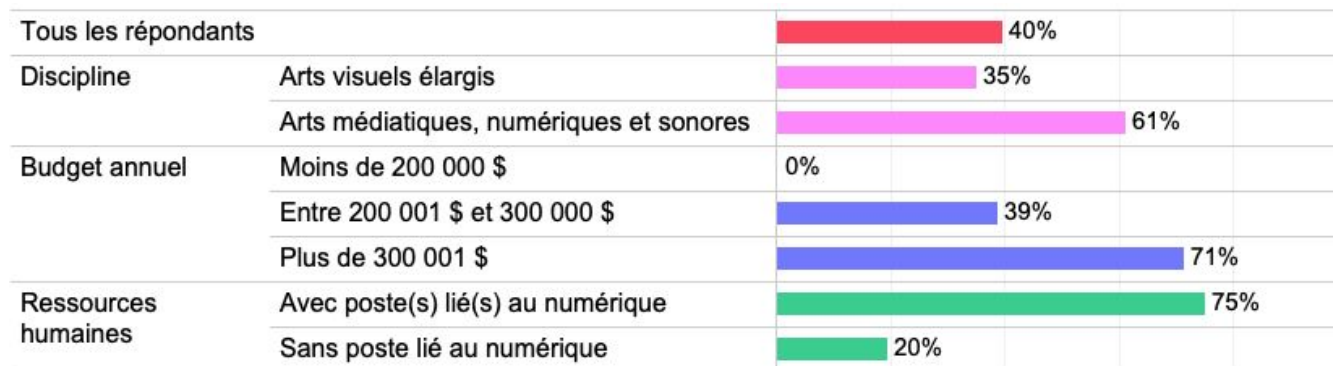 Tous les répondants 40%
Discipline Arts visuels élargis 35%
Arts médiatiques, numériques et sonores 61%
Budget annuel Moins de 200 000 $ 0%
Entre 200 001 $ et 300 000 $ 39%
Plus de 300 001 $ 71%
Ressources humaines Avec poste(s) lié(s) au numérique 75%
Sans poste lié au numérique 20%